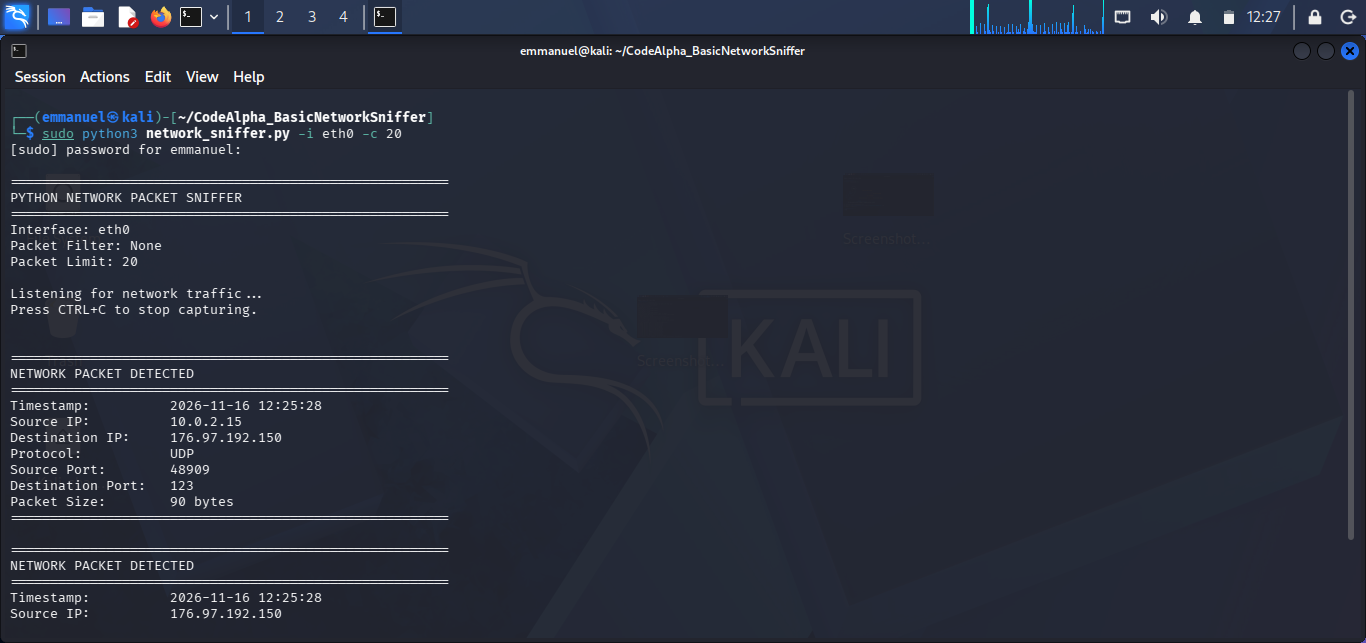 1 2 3 4 12:27
emmanuel@kali: ~/CodeAlpha_BasicNetworkSniffer
Session Actions Edit View Help
┌──(emmanuel㉿kali)-[~/CodeAlpha_BasicNetworkSniffer]
└─$ sudo python3 network_sniffer.py -i eth0 -c 20
[sudo] password for emmanuel:
=======================================================
PYTHON NETWORK PACKET SNIFFER
=======================================================
Interface: eth0
Packet Filter: None
Packet Limit: 20
Listening for network traffic...
Press CTRL+C to stop capturing.
=======================================================
NETWORK PACKET DETECTED
=======================================================
Timestamp: 2026-11-16 12:25:28
Source IP: 10.0.2.15
Destination IP: 176.97.192.150
Protocol: UDP
Source Port: 48909
Destination Port: 123
Packet Size: 90 bytes
=======================================================
=======================================================
NETWORK PACKET DETECTED
=======================================================
Timestamp: 2026-11-16 12:25:28
Source IP: 176.97.192.150
Screenshot...
Screenshot...
KALI
Trash